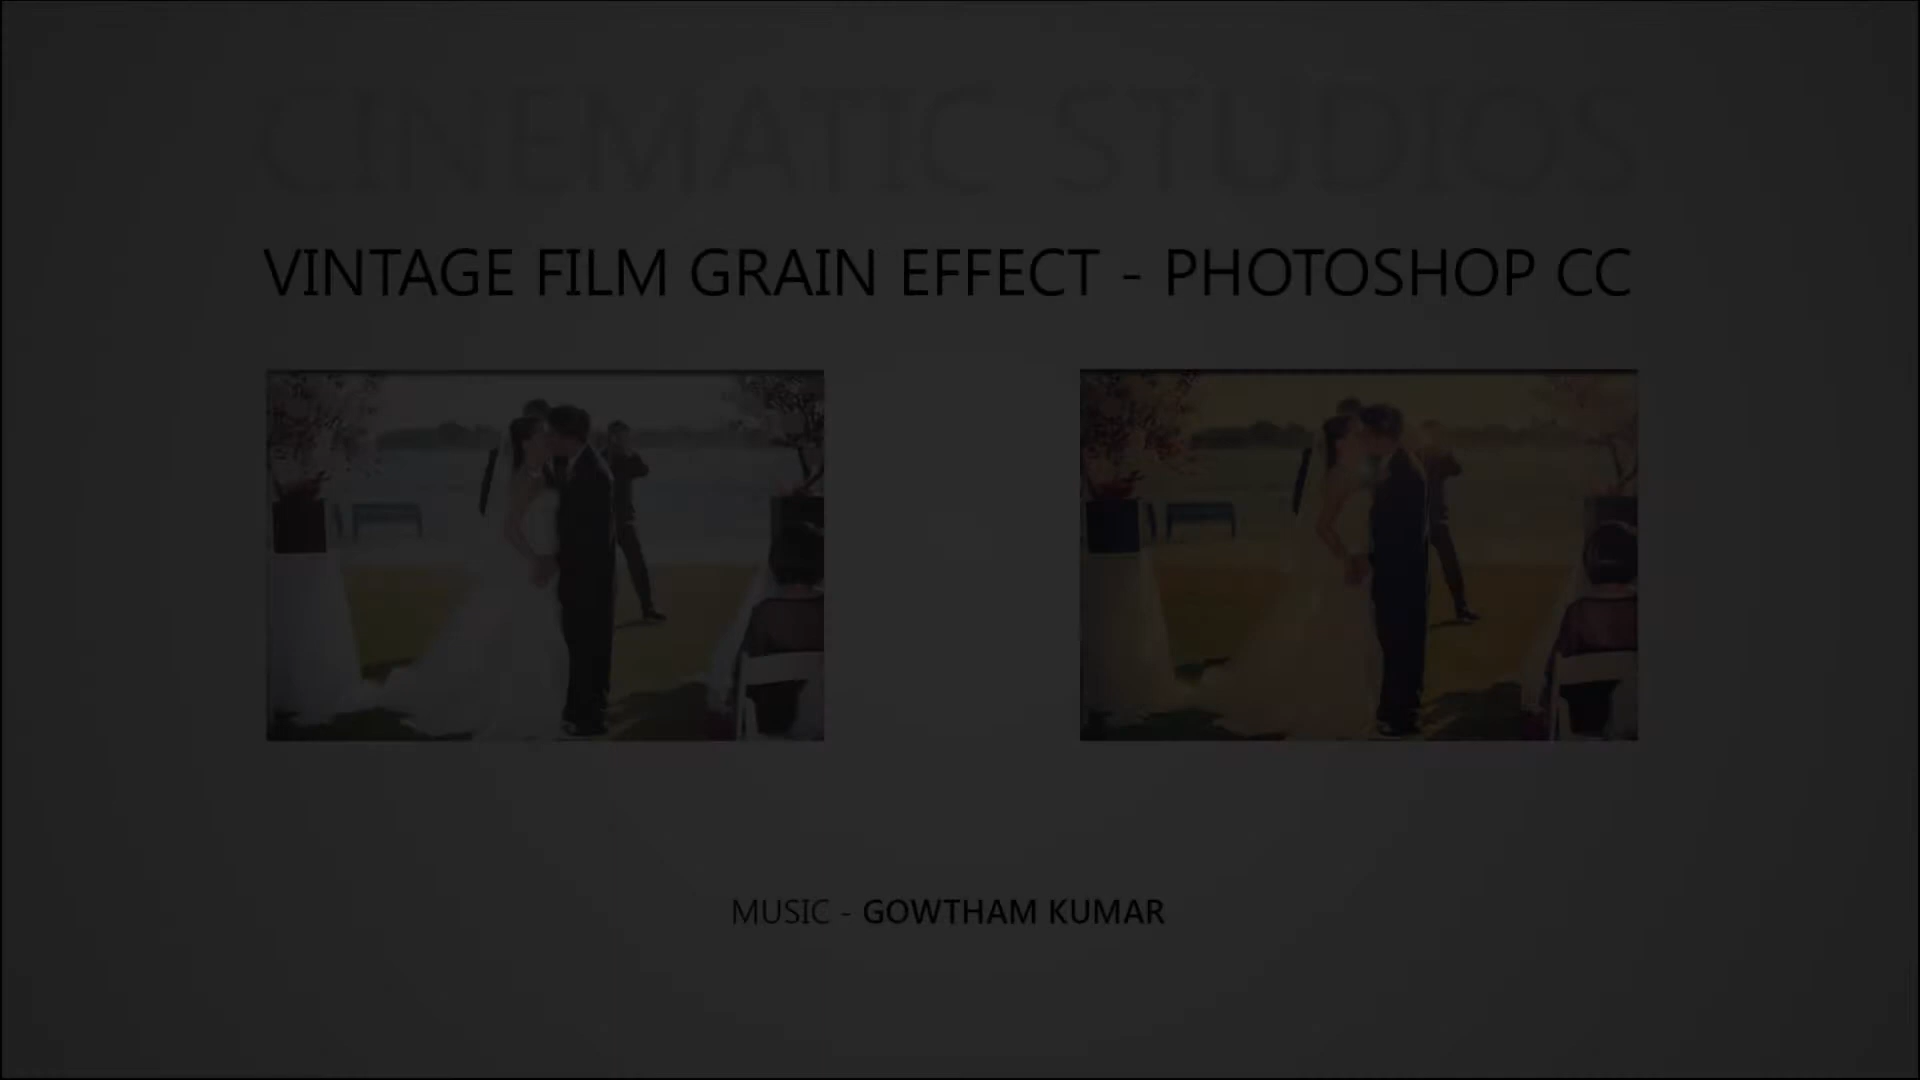 CINEMATIC STUDIOS
VINTAGE FILM GRAIN EFFECT - PHOTOSHOP CC
MUSIC - GOWTHAM KUMAR